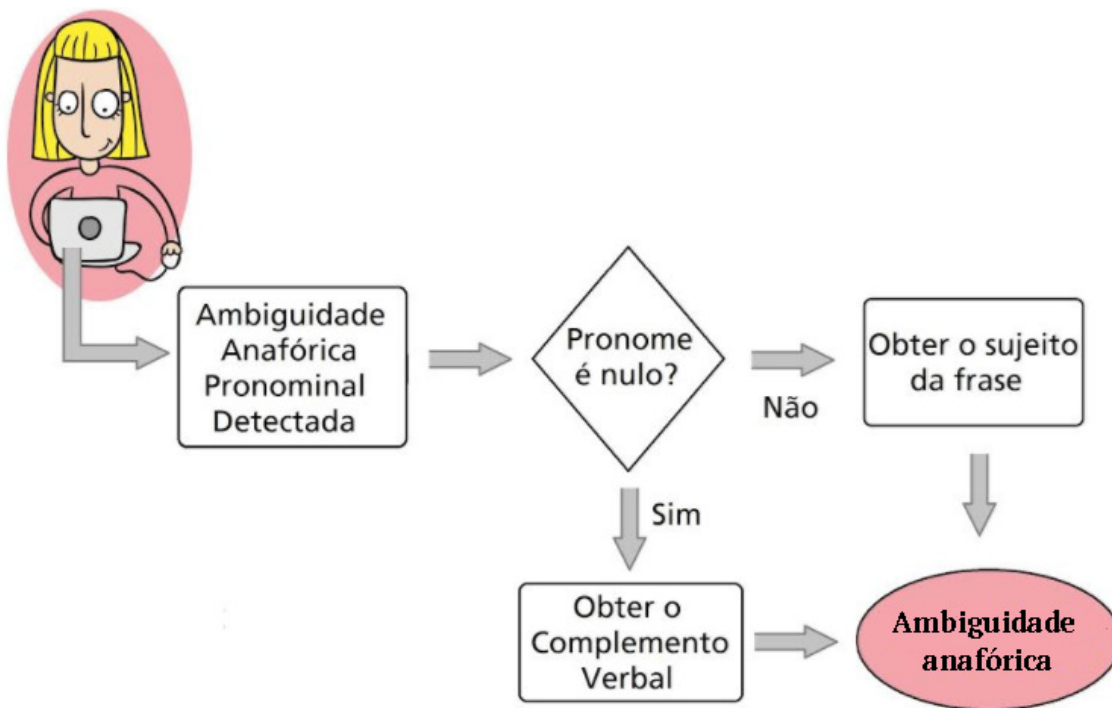 Ambiguidade
Anafórica
Pronominal
Detectada
Pronome
é nulo?
Não
Obter o sujeito
da frase
Sim
Obter o
Complemento
Verbal
Ambiguidade
anafórica